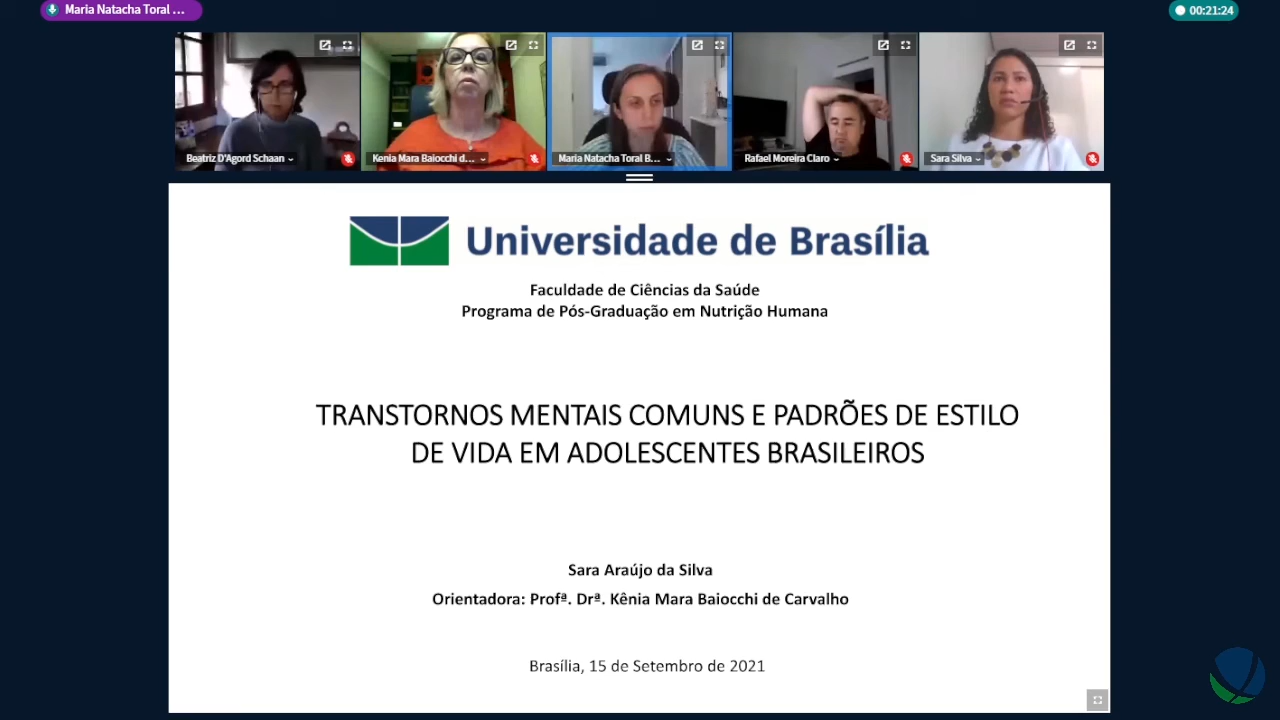 Maria Natacha Toral ...
00:21:24
Beatriz D'Agord Schaan
Kenia Mara Baiocchi d...
Maria Natacha Toral B...
Rafael Moreira Claro
Sara Silva
Universidade de Brasília
Faculdade de Ciências da Saúde
Programa de Pós-Graduação em Nutrição Humana
TRANSTORNOS MENTAIS COMUNS E PADRÕES DE ESTILO
DE VIDA EM ADOLESCENTES BRASILEIROS
Sara Araújo da Silva
Orientadora: Profª. Drª. Kênia Mara Baiocchi de Carvalho
Brasília, 15 de Setembro de 2021